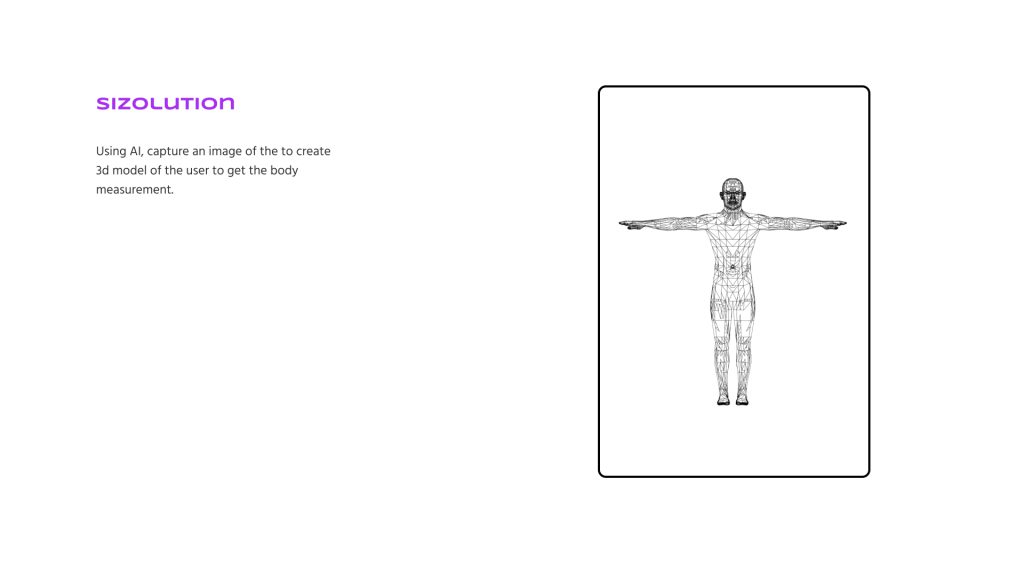 SIZOLUTION
Using AI, capture an image of the to create
3d model of the user to get the body
measurement.